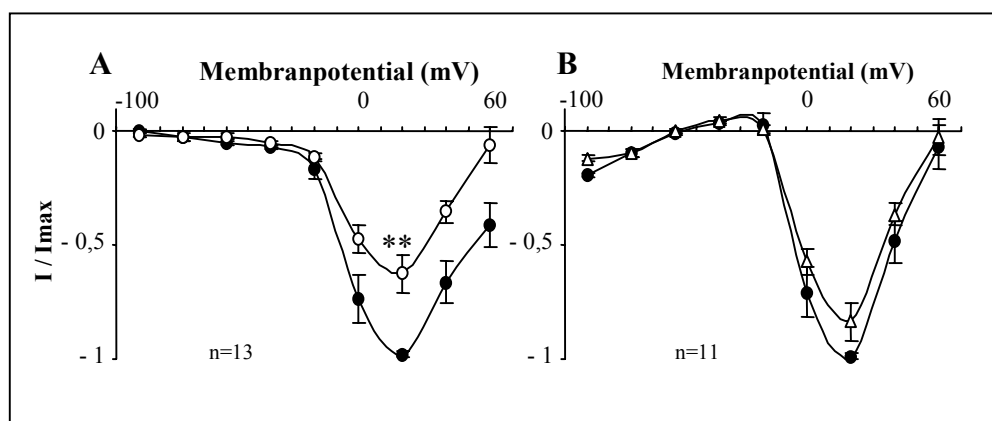 A
Membranpotential (mV)
-100 0 60
0
- 0,5
- 1
I / Imax
**
n=13
B
Membranpotential (mV)
-100 0 60
0
- 0,5
- 1
n=11